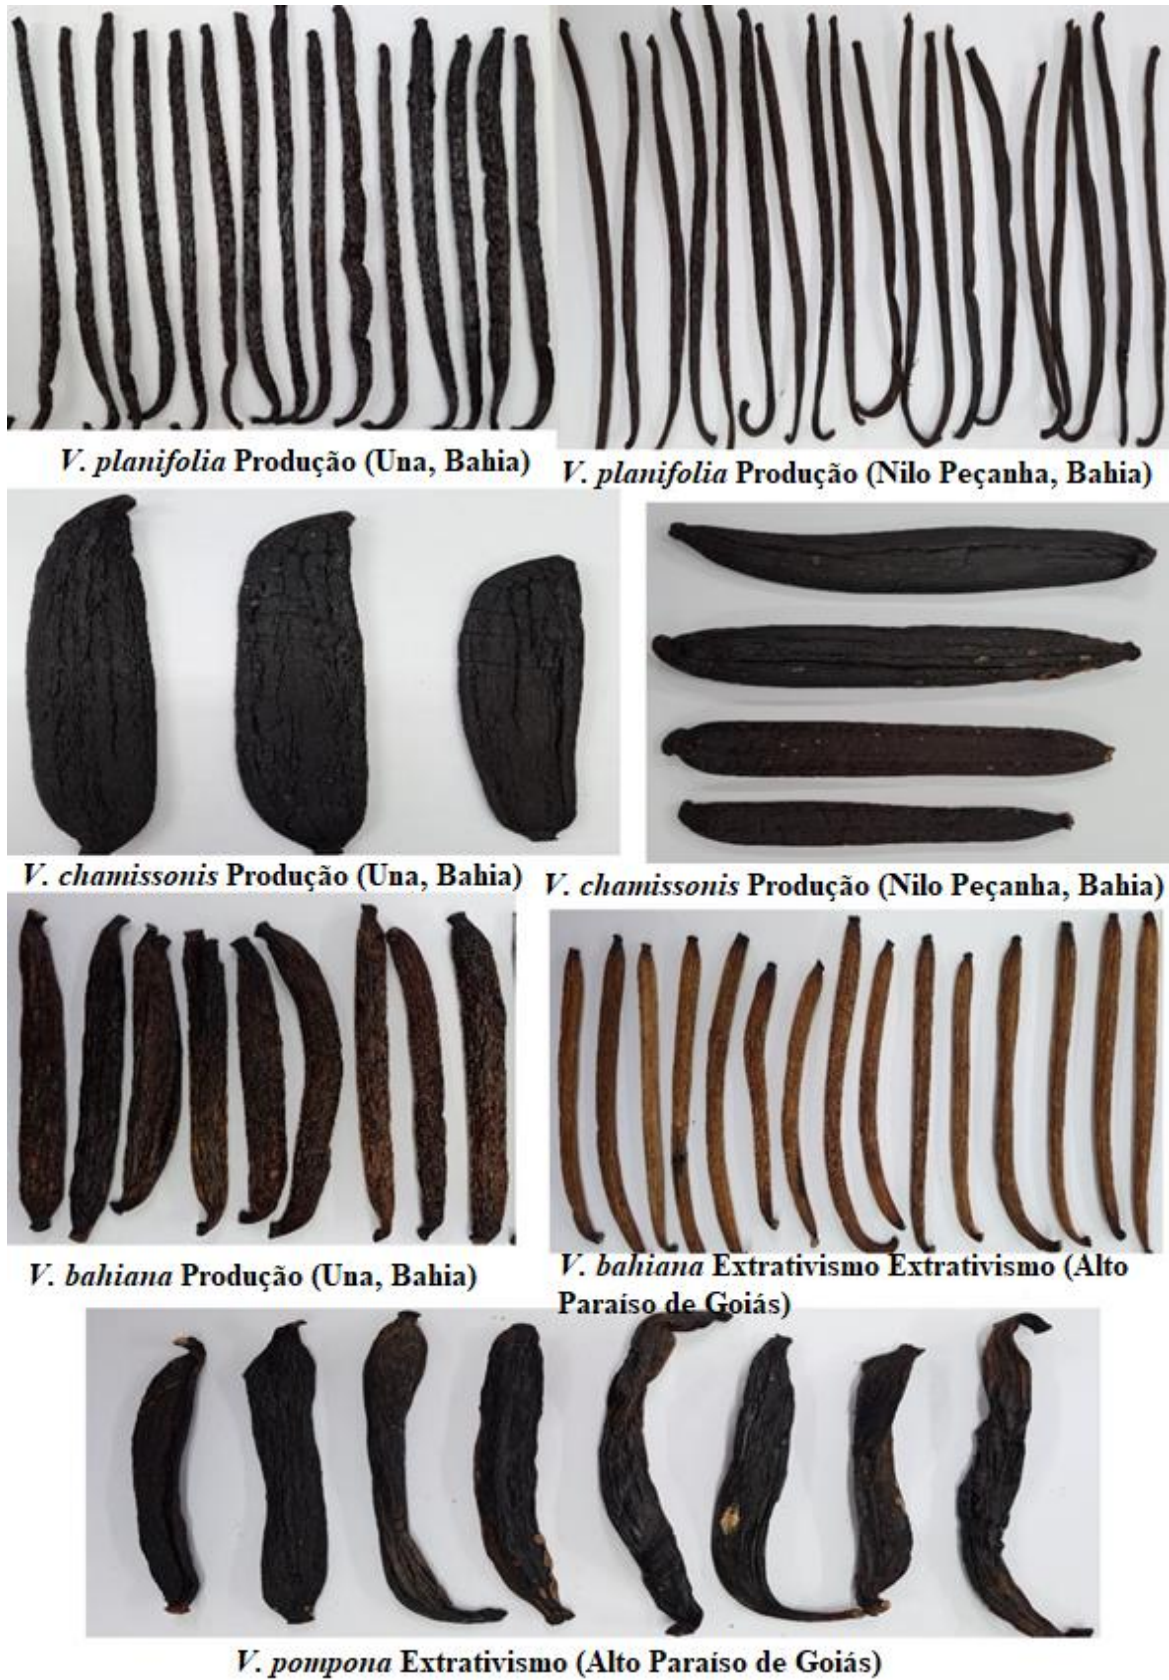 V. planifolia Produção (Una, Bahia)
V. planifolia Produção (Nilo Peçanha, Bahia)
V. chamissonis Produção (Una, Bahia)
V. chamissonis Produção (Nilo Peçanha, Bahia)
V. bahiana Produção (Una, Bahia)
V. bahiana Extrativismo Extrativismo (Alto
Paraíso de Goiás)
V. pompona Extrativismo (Alto Paraíso de Goiás)